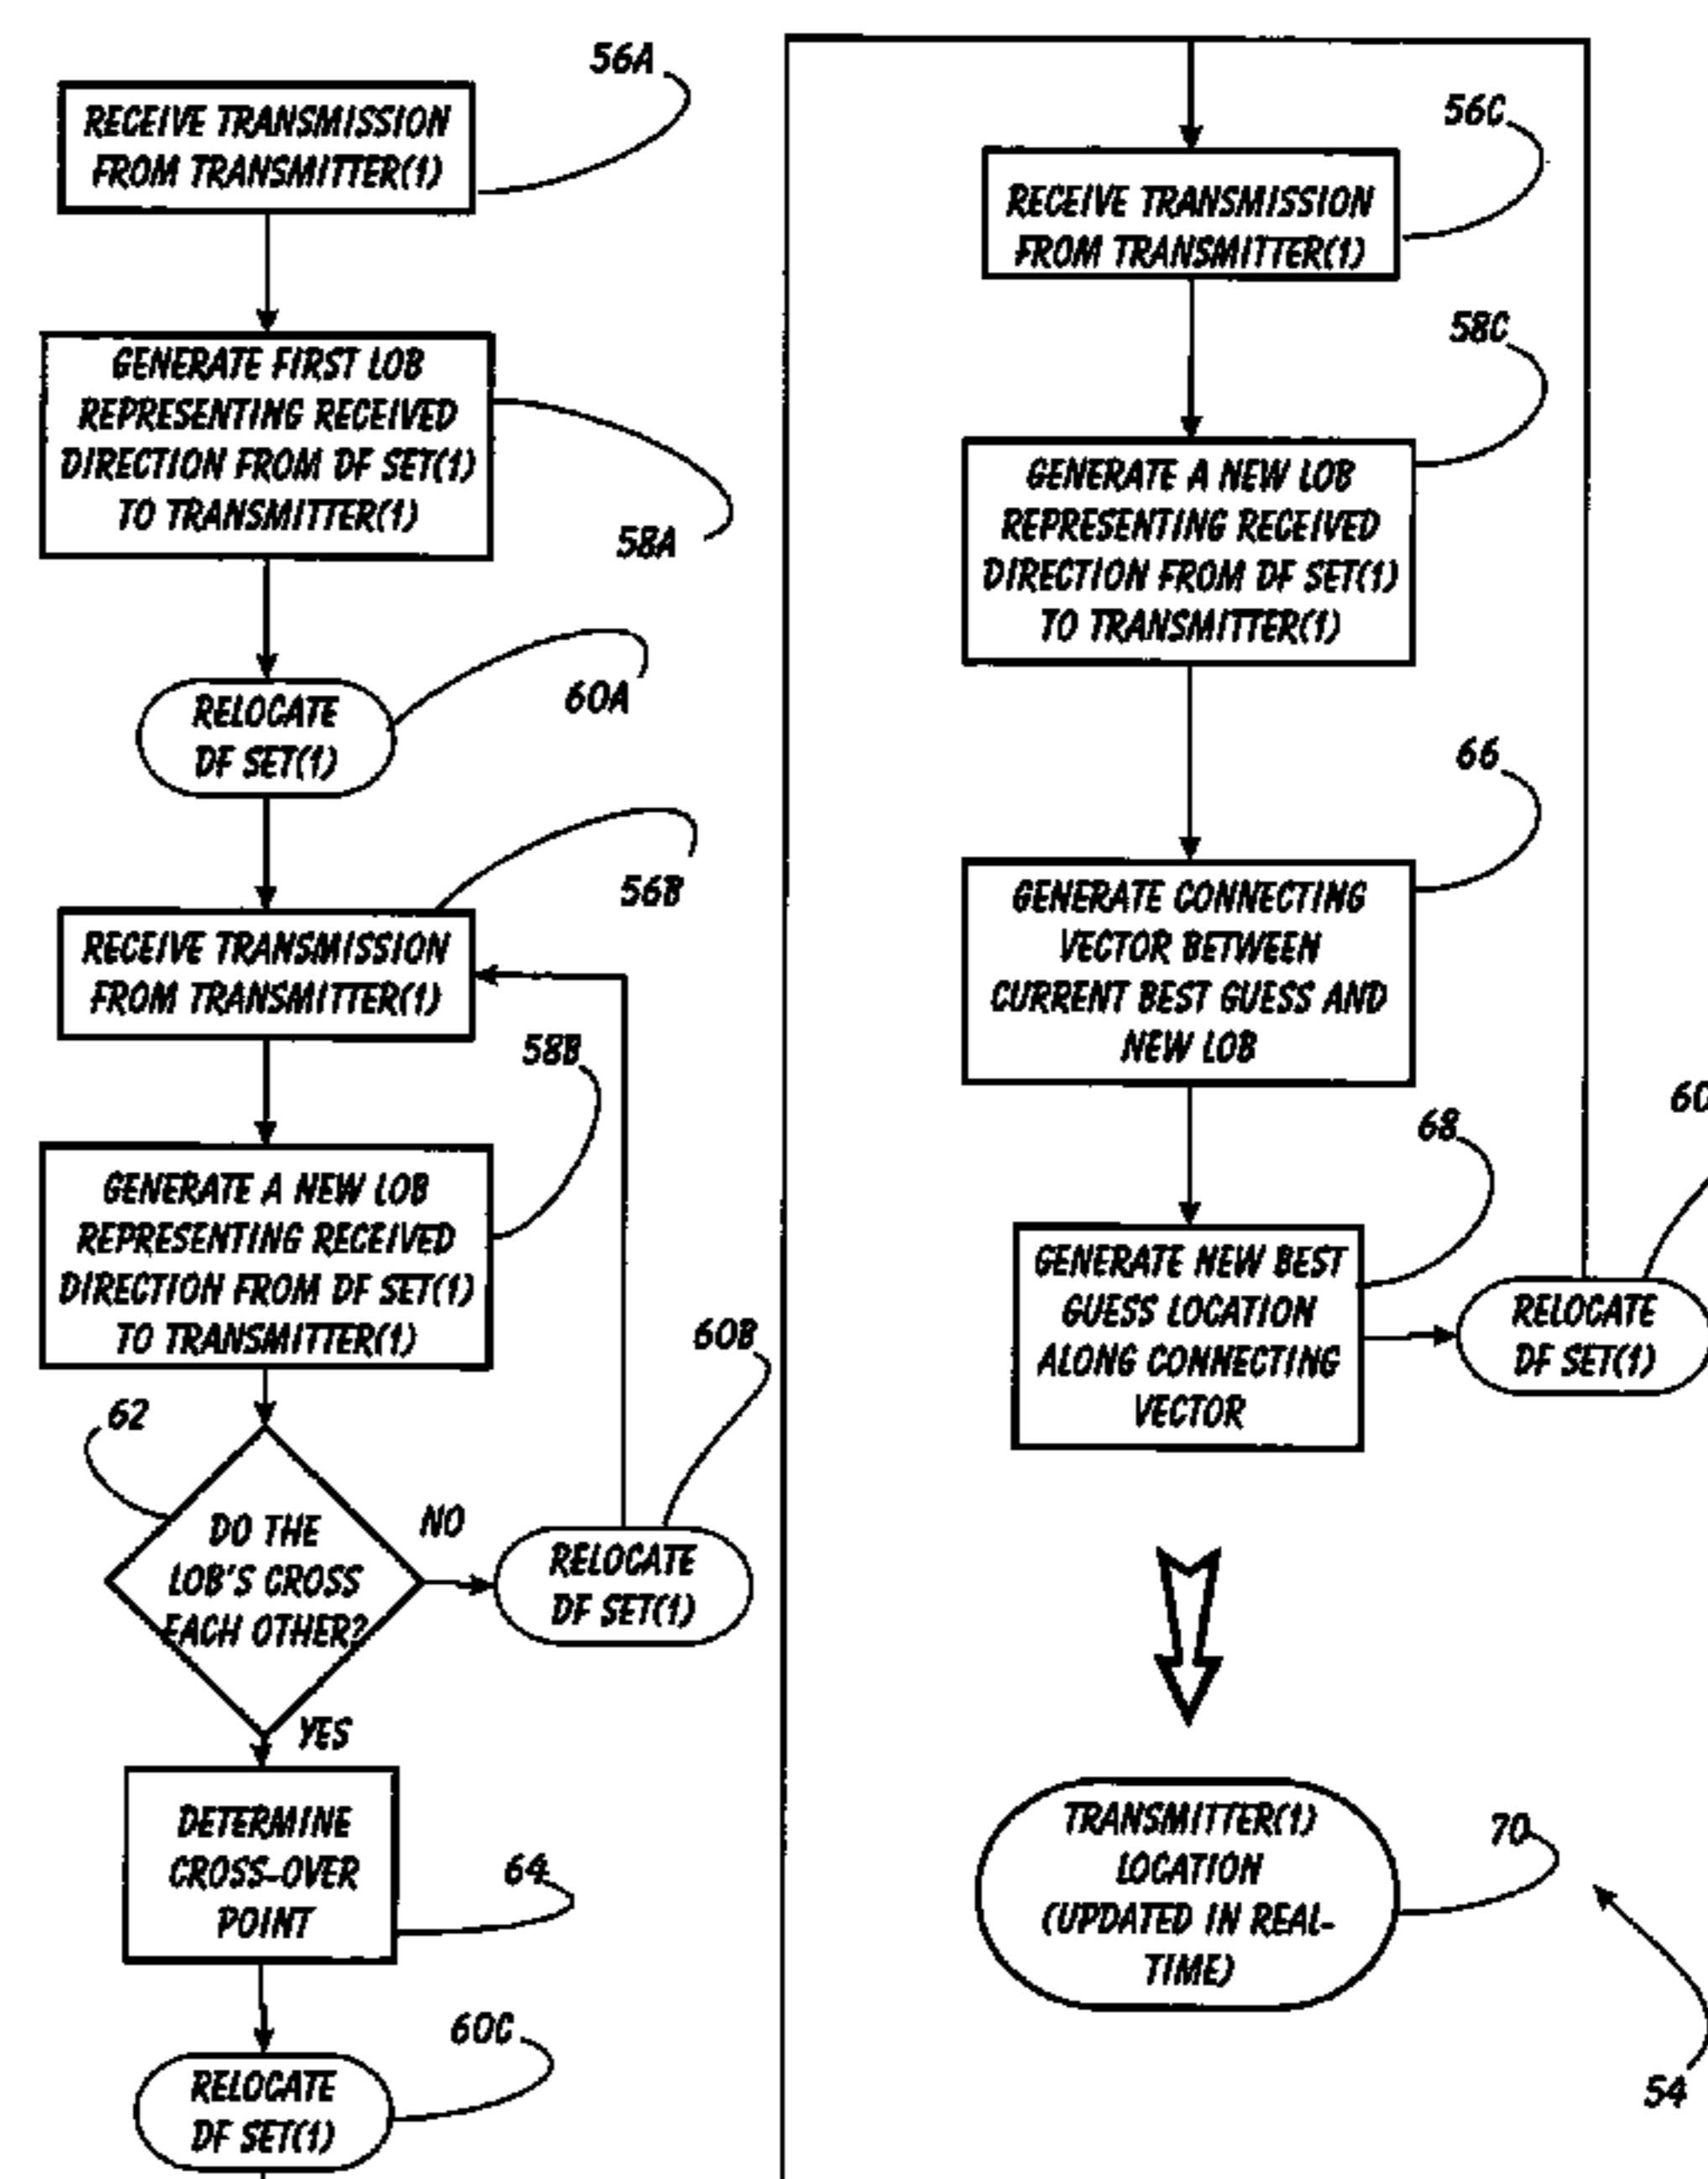 56A
RECEIVE TRANSMISSION
FROM TRANSMITTER(1)
GENERATE FIRST LOB
REPRESENTING RECEIVED
DIRECTION FROM DF SET(1)
TO TRANSMITTER(1)
58A
60A
RELOCATE
DF SET(1)
56B
RECEIVE TRANSMISSION
FROM TRANSMITTER(1)
58B
GENERATE A NEW LOB
REPRESENTING RECEIVED
DIRECTION FROM DF SET(1)
TO TRANSMITTER(1)
60B
62
DO THE
LOB'S CROSS
EACH OTHER?
NO
RELOCATE
DF SET(1)
YES
DETERMINE
CROSS-OVER
POINT
64
60C
RELOCATE
DF SET(1)
56C
RECEIVE TRANSMISSION
FROM TRANSMITTER(1)
58C
GENERATE A NEW LOB
REPRESENTING RECEIVED
DIRECTION FROM DF SET(1)
TO TRANSMITTER(1)
66
GENERATE CONNECTING
VECTOR BETWEEN
CURRENT BEST GUESS AND
NEW LOB
68
GENERATE NEW BEST
GUESS LOCATION
ALONG CONNECTING
VECTOR
RELOCATE
DF SET(1)
TRANSMITTER(1)
LOCATION
(UPDATED IN REAL-
TIME)
70
54